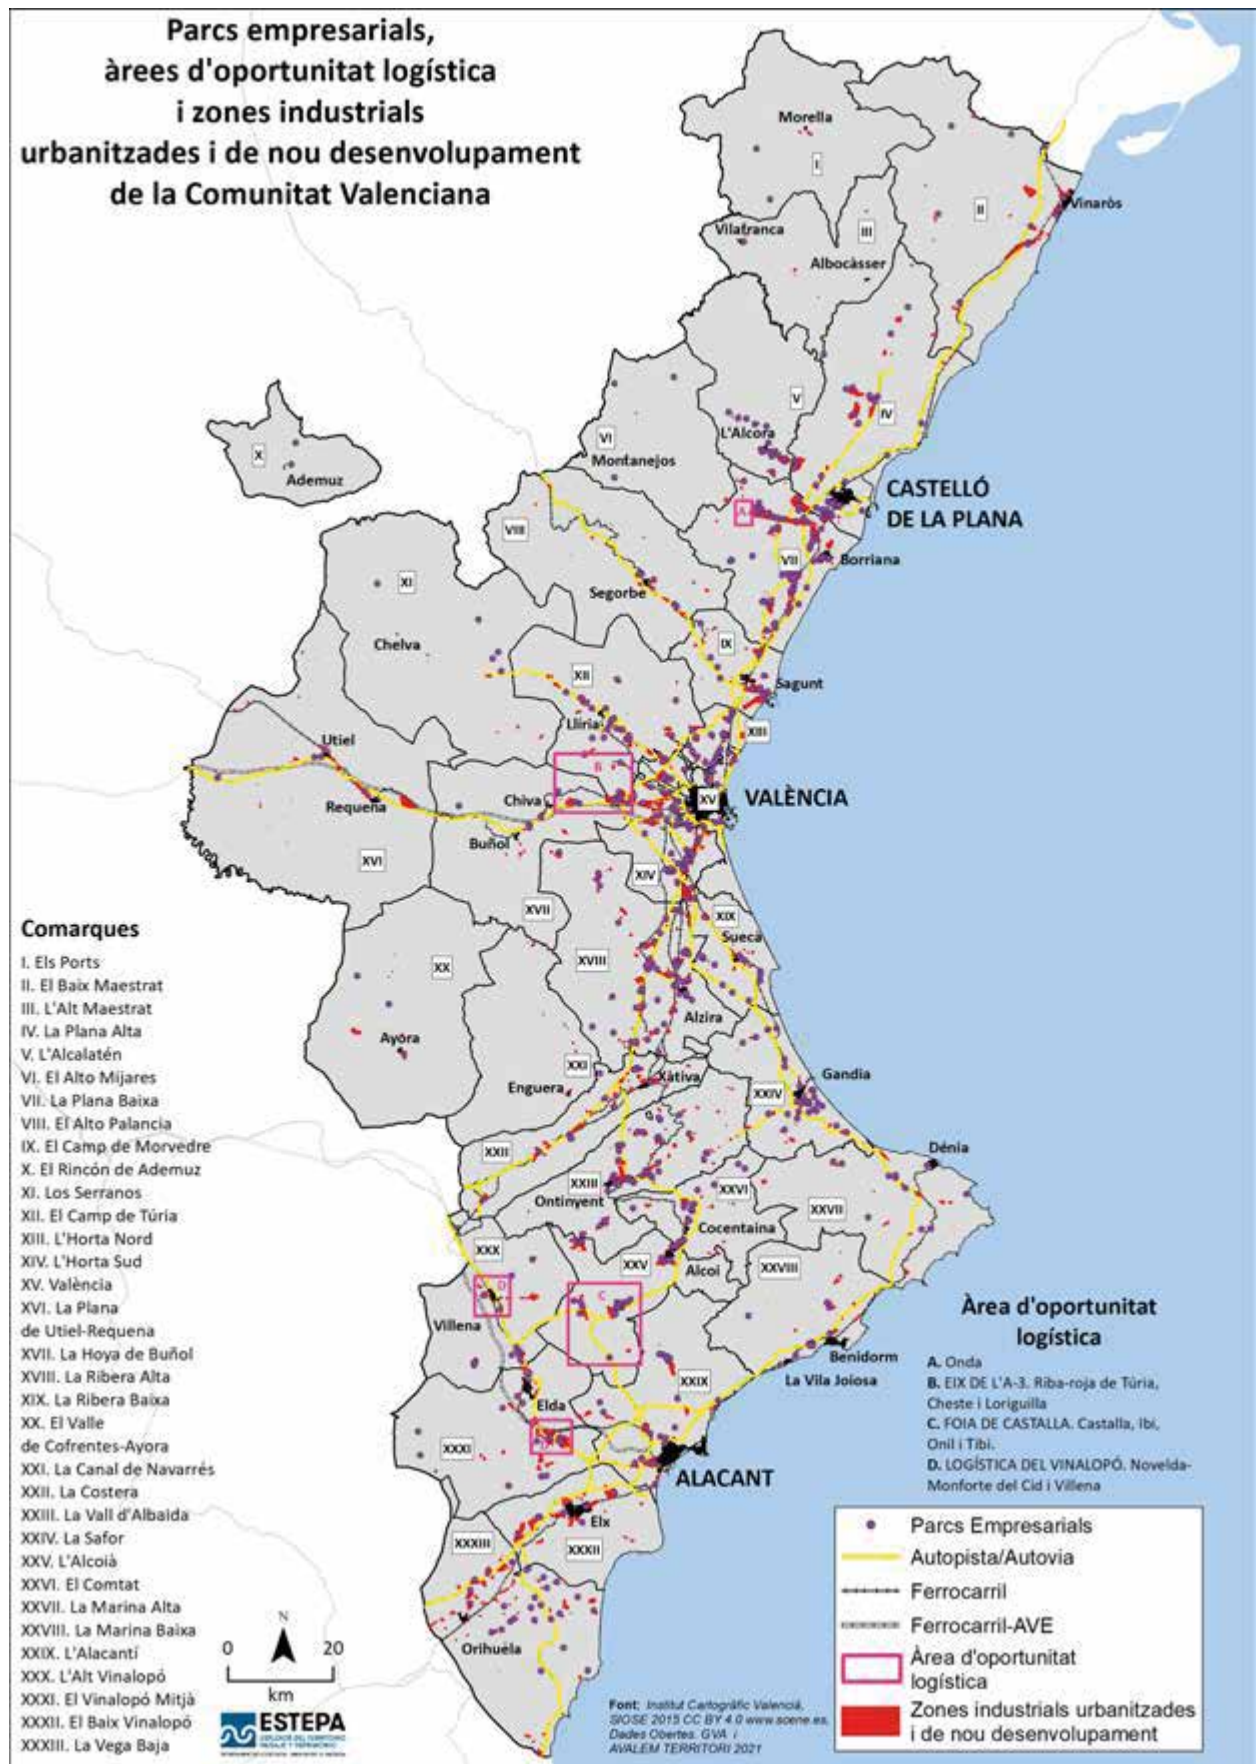 Parcs empresarials,
àrees d'oportunitat logística
i zones industrials
urbanitzades i de nou desenvolupament
de la Comunitat Valenciana
Morella
I
II
Vinaròs
III
Vilafranca
Albocàsser
V
IV
L'Alcora
VI
Montanejos
X
Ademuz
CASTELLÓ
DE LA PLANA
A
VIII
VII
Borriana
XI
Segorbe
Chelva
IX
XII
Sagunt
Llíria
XIII
Utiel
B
Requena
Chiva
XV
VALÈNCIA
Buñol
XVI
XIV
XVII
XIX
Sueca
XVIII
XX
Alzira
Ayora
XXI
Enguera
Xàtiva
Gandia
XXIV
XXII
Dénia
XXIII
Ontinyent
XXVI
XXVII
Cocentaina
XXX
XXV
Alcoi
XXVIII
D
C
Villena
Benidorm
La Vila Joiosa
XXIX
Elda
XXXI
D
ALACANT
Elx
XXXIII
XXXII
Orihuela
Comarques
I. Els Ports
II. El Baix Maestrat
III. L'Alt Maestrat
IV. La Plana Alta
V. L'Alcalatén
VI. El Alto Mijares
VII. La Plana Baixa
VIII. El Alto Palancia
IX. El Camp de Morvedre
X. El Rincón de Ademuz
XI. Los Serranos
XII. El Camp de Túria
XIII. L'Horta Nord
XIV. L'Horta Sud
XV. València
XVI. La Plana
de Utiel-Requena
XVII. La Hoya de Buñol
XVIII. La Ribera Alta
XIX. La Ribera Baixa
XX. El Valle
de Cofrentes-Ayora
XXI. La Canal de Navarrés
XXII. La Costera
XXIII. La Vall d'Albaida
XXIV. La Safor
XXV. L'Alcoià
XXVI. El Comtat
XXVII. La Marina Alta
XXVIII. La Marina Baixa
XXIX. L'Alacantí
XXX. L'Alt Vinalopó
XXXI. El Vinalopó Mitjà
XXXII. El Baix Vinalopó
XXXIII. La Vega Baja
N
0 20
km
ESTEPA
Àrea d'oportunitat
logística
A. Onda
B. EIX DE L'A-3. Riba-roja de Túria,
Cheste i Loriguilla
C. FOIA DE CASTALLA. Castalla, Ibi,
Onil i Tibi.
D. LOGÍSTICA DEL VINALOPÓ. Novelda-
Monforte del Cid i Villena
Parcs Empresarials
Autopista/Autovia
Ferrocarril
Ferrocarril-AVE
Àrea d'oportunitat
logística
Zones industrials urbanitzades
i de nou desenvolupament
Font: Institut Cartogràfic Valencià,
SIOSE 2015 CC BY 4.0 www.scene.es,
Dades Obertes. GVA i
AVALEM TERRITORI 2021